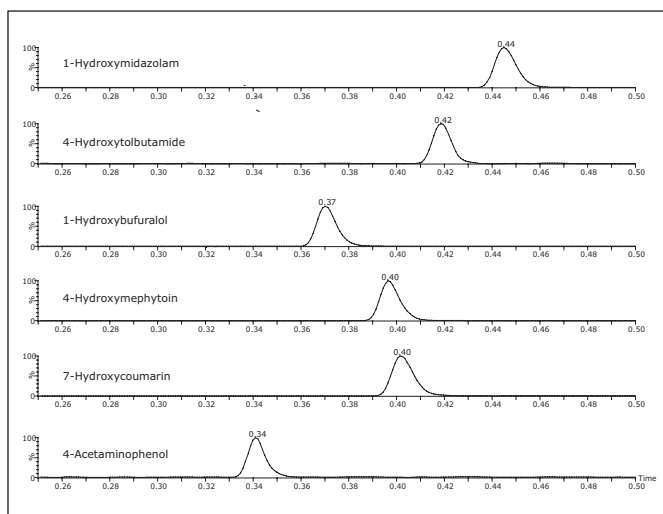 0.44
100
1-Hydroxymidazolam
%
0
0.26 0.28 0.30 0.32 0.34 0.36 0.38 0.40 0.42 0.44 0.46 0.48 0.50
0.42
100
4-Hydroxytolbutamide
%
0
0.26 0.28 0.30 0.32 0.34 0.36 0.38 0.40 0.42 0.44 0.46 0.48 0.50
0.37
100
1-Hydroxybufuralol
%
0
0.26 0.28 0.30 0.32 0.34 0.36 0.38 0.40 0.42 0.44 0.46 0.48 0.50
0.40
100
4-Hydroxymephytoin
%
0
0.26 0.28 0.30 0.32 0.34 0.36 0.38 0.40 0.42 0.44 0.46 0.48 0.50
0.40
100
7-Hydroxycoumarin
%
0
0.26 0.28 0.30 0.32 0.34 0.36 0.38 0.40 0.42 0.44 0.46 0.48 0.50
0.34
100
4-Acetaminophenol
%
0 Time
0.26 0.28 0.30 0.32 0.34 0.36 0.38 0.40 0.42 0.44 0.46 0.48 0.50